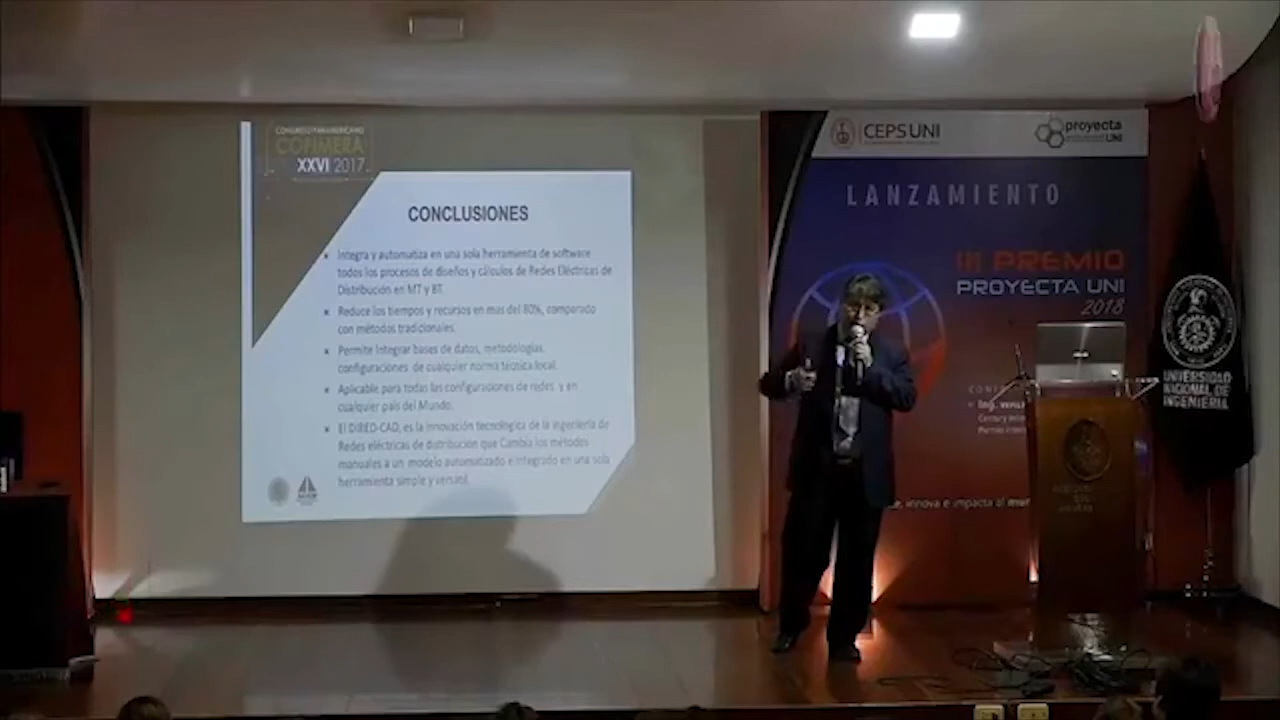 CONGRESO PANAMERICANO
COPIMERA
XXVI 2017
CONCLUSIONES
Integra y automatiza en una sola herramienta de software
todos los procesos de diseños y cálculos de Redes Eléctricas de
Distribución en MT y BT.
Reduce los tiempos y recursos en mas del 80%, comparado
con métodos tradicionales.
Permite Integrar bases de datos, metodologías,
configuraciones de cualquier norma técnica local.
Aplicable para todas las configuraciones de redes y en
cualquier país del Mundo.
El DIRED-CAD, es la innovación tecnológica de la ingeniería de
Redes eléctricas de distribución que Cambia los métodos
manuales a un modelo automatizado e integrado en una sola
herramienta simple y versatil.
CEPS UNI
proyecta
UNI
LANZAMIENTO
III PREMIO
PROYECTA UNI
2018
Ing.
innova e impacta al
UNIVERSIDAD
NACIONAL DE
INGENIERIA